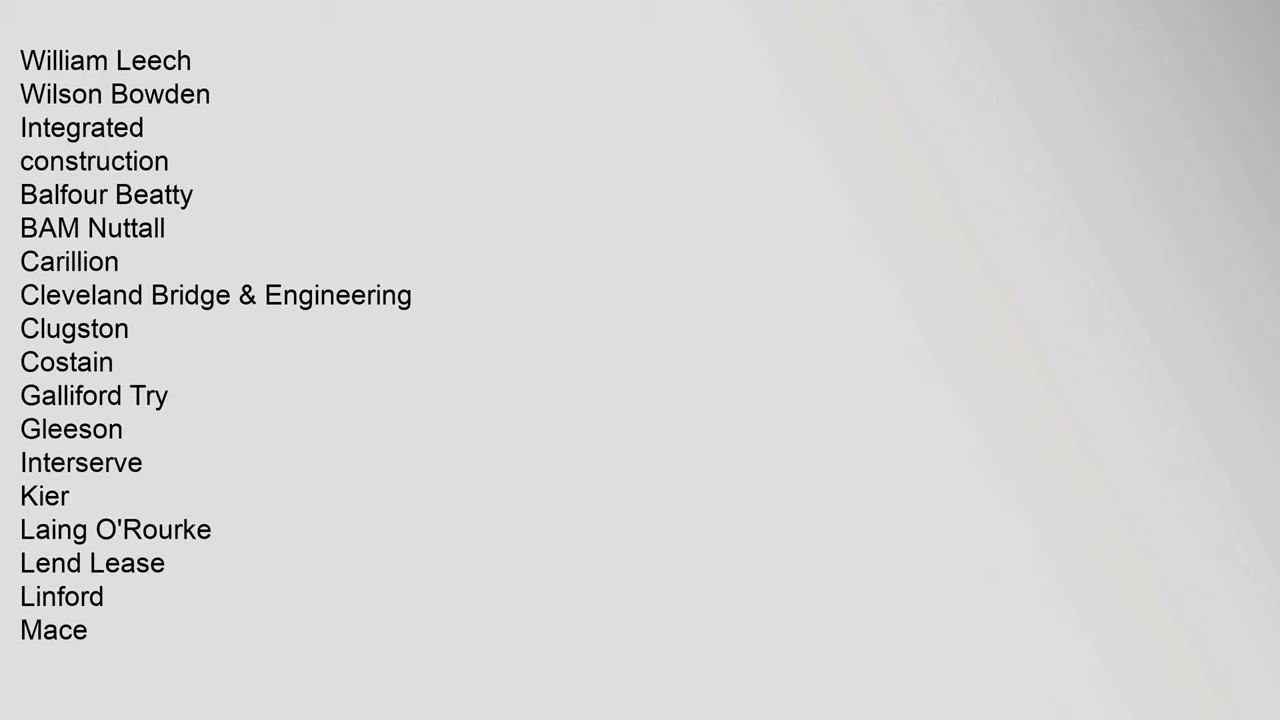 William Leech
Wilson Bowden
Integrated
construction
Balfour Beatty
BAM Nuttall
Carillion
Cleveland Bridge & Engineering
Clugston
Costain
Galliford Try
Gleeson
Interserve
Kier
Laing O'Rourke
Lend Lease
Linford
Mace